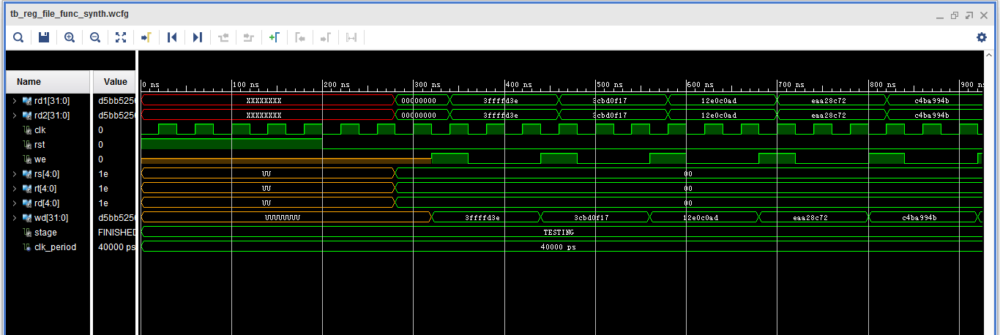 tb_reg_file_func_synth.wcfg
Name Value 0 ns 100 ns 200 ns 300 ns 400 ns 500 ns 600 ns 700 ns 800 ns 900 ns
rd1[31:0] d5bb5256 XXXXXXXX 00000000 3ffffd3e 3cbd0f17 12e0c0ad eaa28c72 c4ba994b
rd2[31:0] d5bb5256 XXXXXXXX 00000000 3ffffd3e 3cbd0f17 12e0c0ad eaa28c72 c4ba994b
clk 0
rst 0
we 0
rs[4:0] 1e UU 00
rt[4:0] 1e UU 00
rd[4:0] 1e UU 00
wd[31:0] d5bb5256 UUUUUUUU 3ffffd3e 3cbd0f17 12e0c0ad eaa28c72 c4ba994b
stage FINISHED TESTING
clk_period 40000 ps 40000 ps